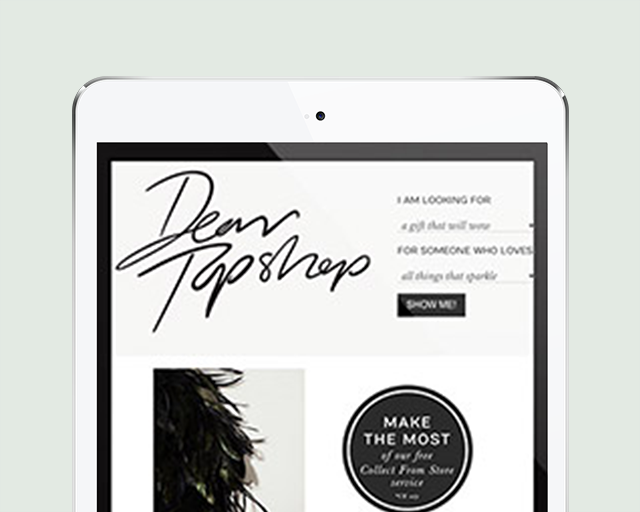 Dear
Topshop
I AM LOOKING FOR
a gift that will wow
FOR SOMEONE WHO LOVES
all things that sparkle
SHOW ME!
MAKE
THE MOST
of our free
Collect From Store
service